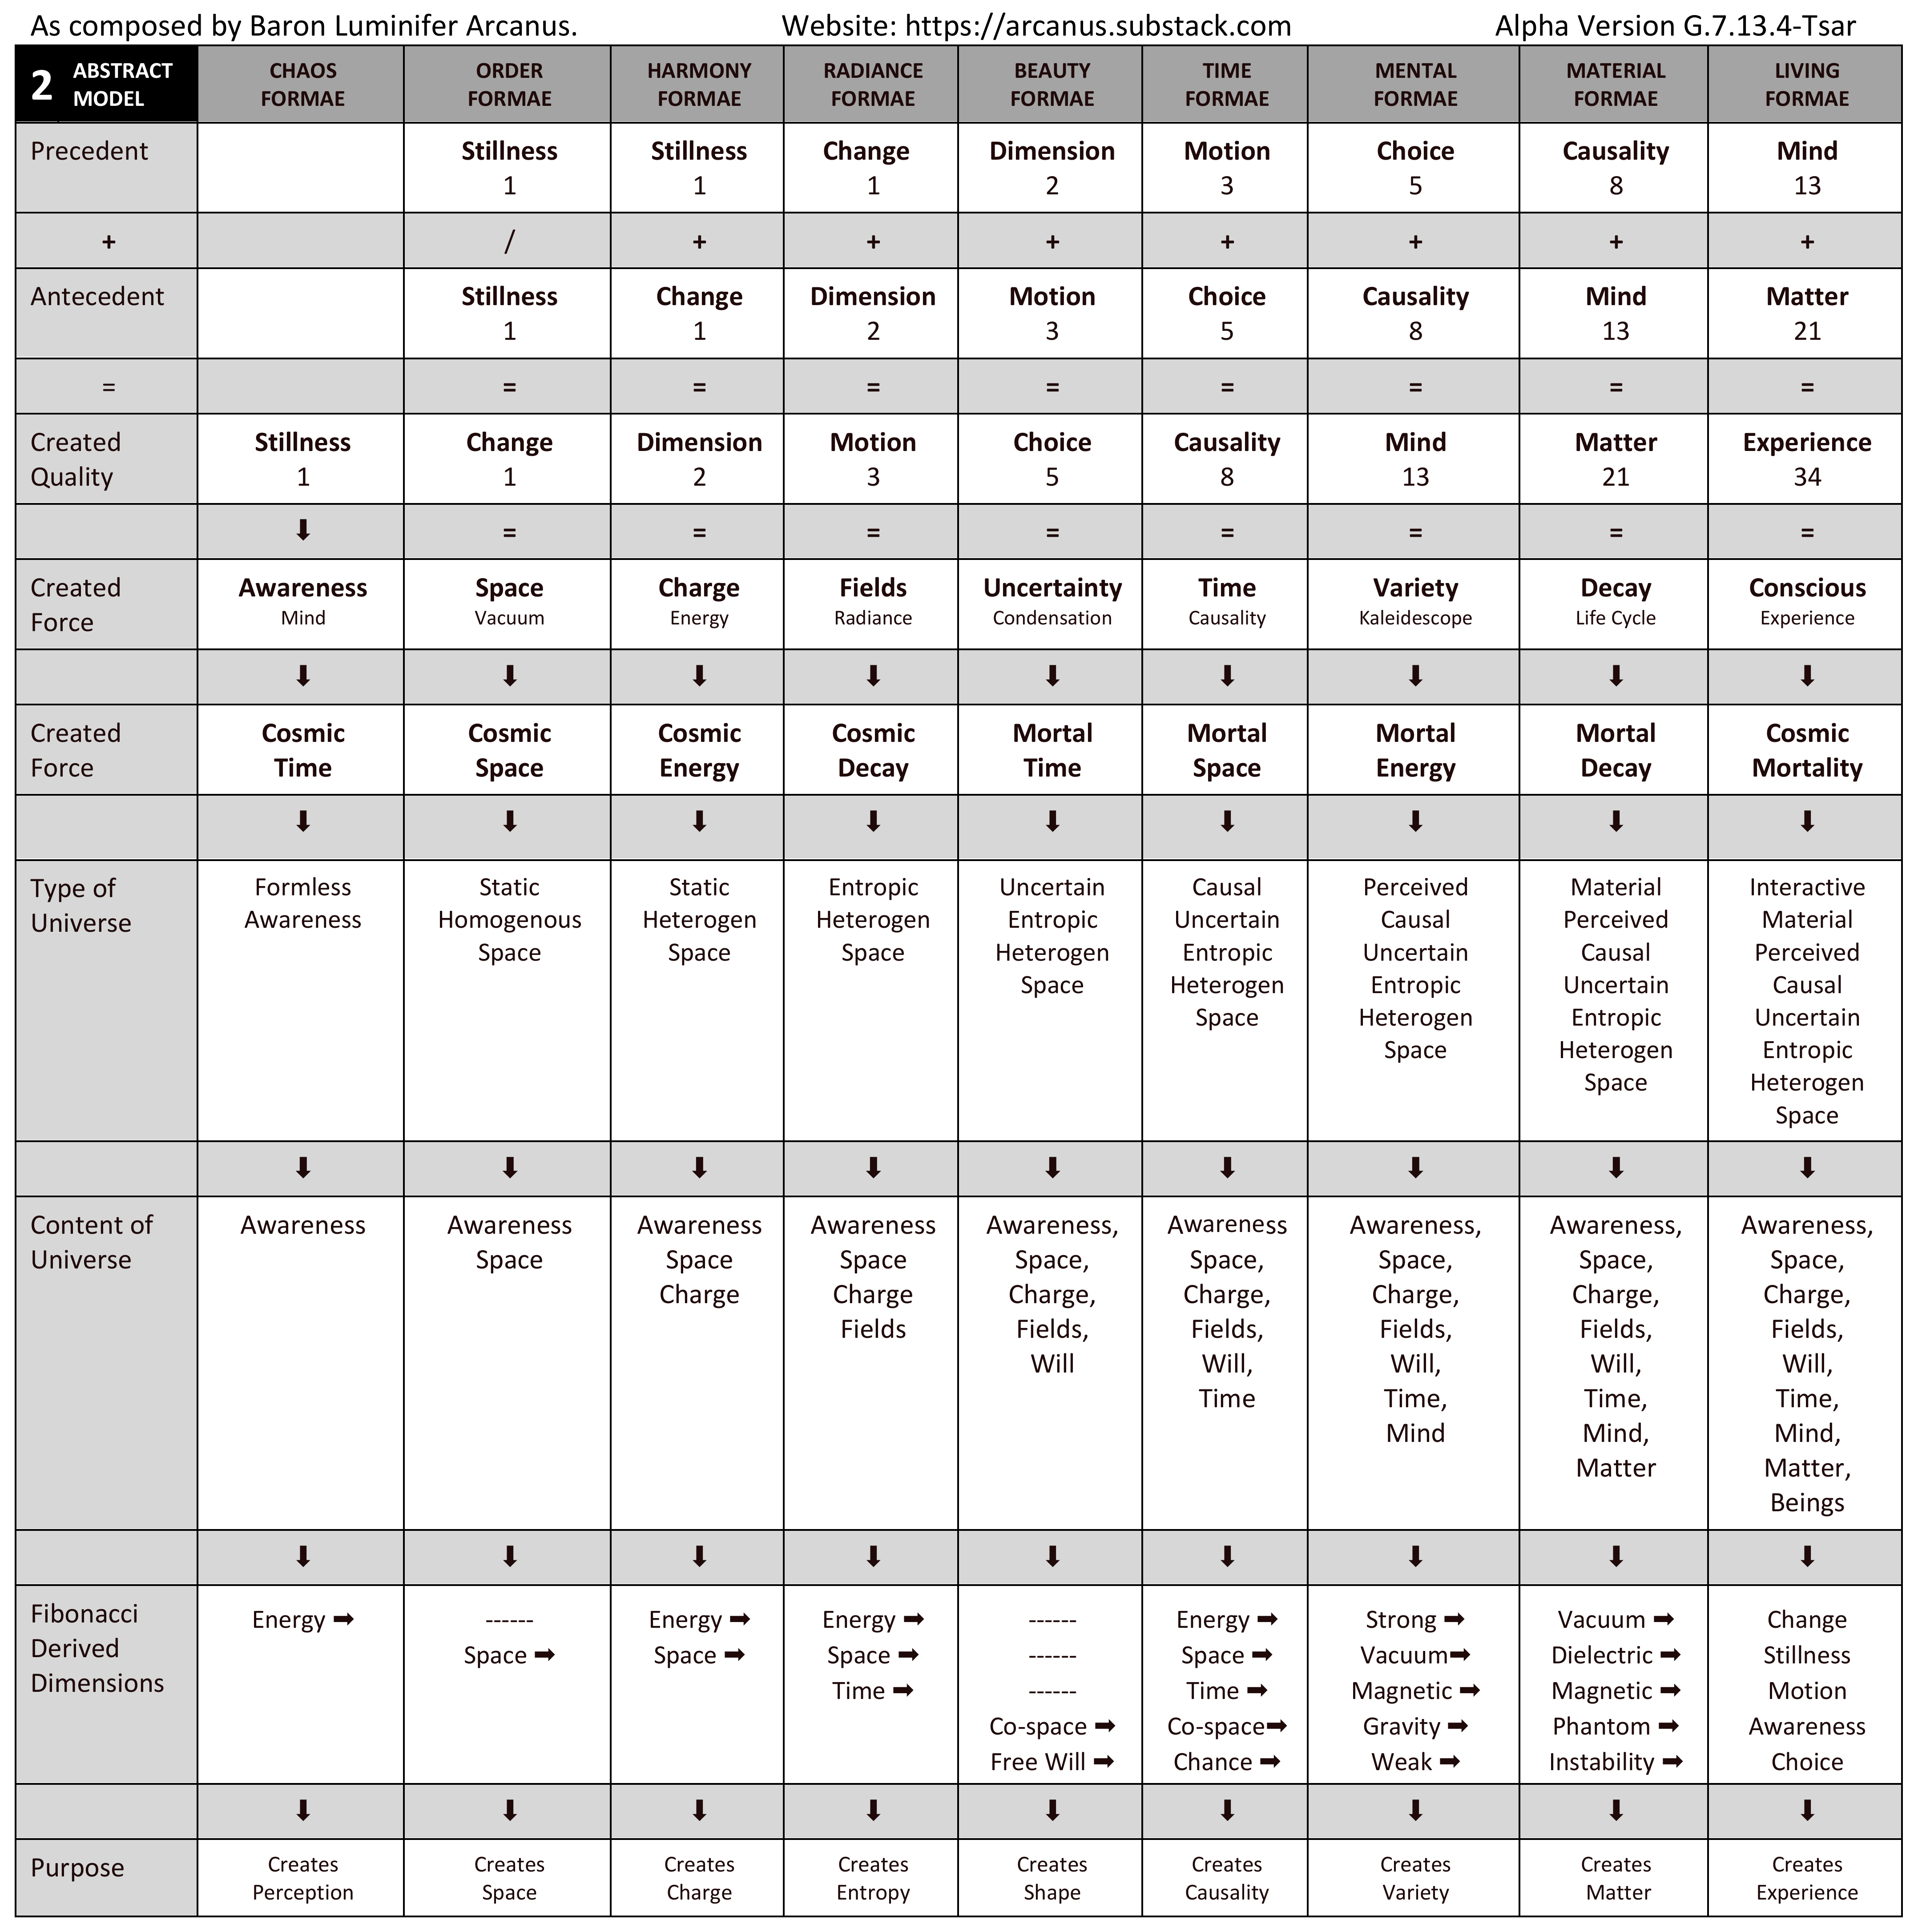 As composed by Baron Luminifer Arcanus. Website: https://arcanus.substack.com Alpha Version G.7.13.4-Tsar
2 ABSTRACT MODEL CHAOS FORMAE ORDER FORMAE HARMONY FORMAE RADIANCE FORMAE BEAUTY FORMAE TIME FORMAE MENTAL FORMAE MATERIAL FORMAE LIVING FORMAE
Precedent Stillness Stillness Change Dimension Motion Choice Causality Mind
1 1 1 2 3 5 8 13
+ / + + + + + + +
Antecedent Stillness Change Dimension Motion Choice Causality Mind Matter
1 1 2 3 5 8 13 21
= = = = = = = = =
Created Stillness Change Dimension Motion Choice Causality Mind Matter Experience
Quality 1 1 2 3 5 8 13 21 34
⬇ = = = = = = = =
Created Awareness Space Charge Fields Uncertainty Time Variety Decay Conscious
Force Mind Vacuum Energy Radiance Condensation Causality Kaleidescope Life Cycle Experience
⬇ ⬇ ⬇ ⬇ ⬇ ⬇ ⬇ ⬇ ⬇
Created Cosmic Cosmic Cosmic Cosmic Mortal Mortal Mortal Mortal Cosmic
Force Time Space Energy Decay Time Space Energy Decay Mortality
⬇ ⬇ ⬇ ⬇ ⬇ ⬇ ⬇ ⬇ ⬇
Type of Formless Static Static Entropic Uncertain Causal Perceived Material Interactive
Universe Awareness Homogenous Heterogen Heterogen Entropic Uncertain Causal Perceived Material
Space Space Space Heterogen Entropic Uncertain Causal Perceived
Space Heterogen Entropic Uncertain Causal
Space Heterogen Entropic Uncertain
Space Heterogen Entropic
Space Heterogen
Space
⬇ ⬇ ⬇ ⬇ ⬇ ⬇ ⬇ ⬇ ⬇
Content of Awareness Awareness Awareness Awareness Awareness, Awareness Awareness, Awareness, Awareness,
Universe Space Space Space Space, Space, Space, Space, Space,
Charge Charge Charge, Charge, Charge, Charge, Charge,
Fields Fields, Fields, Fields, Fields, Fields,
Will Will, Will, Will, Will,
Time Time, Time, Time,
Mind Mind, Mind,
Matter Matter,
Beings
⬇ ⬇ ⬇ ⬇ ⬇ ⬇ ⬇ ⬇ ⬇
Fibonacci Energy ➡ ------ Energy ➡ Energy ➡ ------ Energy ➡ Strong ➡ Vacuum ➡ Change
Derived Space ➡ Space ➡ Space ➡ ------ Space ➡ Vacuum➡ Dielectric ➡ Stillness
Dimensions Time ➡ ------ Time ➡ Magnetic ➡ Magnetic ➡ Motion
Co-space ➡ Co-space➡ Gravity ➡ Phantom ➡ Awareness
Free Will ➡ Chance ➡ Weak ➡ Instability ➡ Choice
⬇ ⬇ ⬇ ⬇ ⬇ ⬇ ⬇ ⬇ ⬇
Purpose Creates Creates Creates Creates Creates Creates Creates Creates Creates
Perception Space Charge Entropy Shape Causality Variety Matter Experience